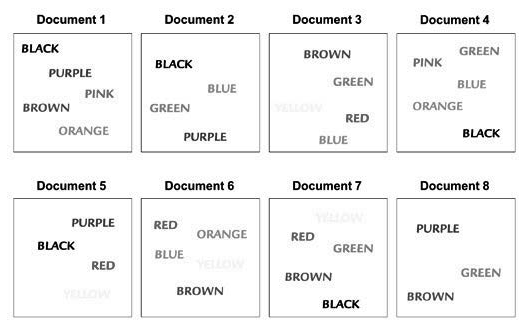 Document 1 Document 2 Document 3 Document 4
BLACK
PURPLE
PINK
BROWN
ORANGE
BLACK
BLUE
GREEN
PURPLE
BROWN
GREEN
YELLOW
RED
BLUE
GREEN
PINK
BLUE
ORANGE
BLACK
Document 5 Document 6 Document 7 Document 8
PURPLE
BLACK
RED
YELLOW
RED
ORANGE
BLUE
YELLOW
BROWN
YELLOW
RED
GREEN
BROWN
BLACK
PURPLE
GREEN
BROWN